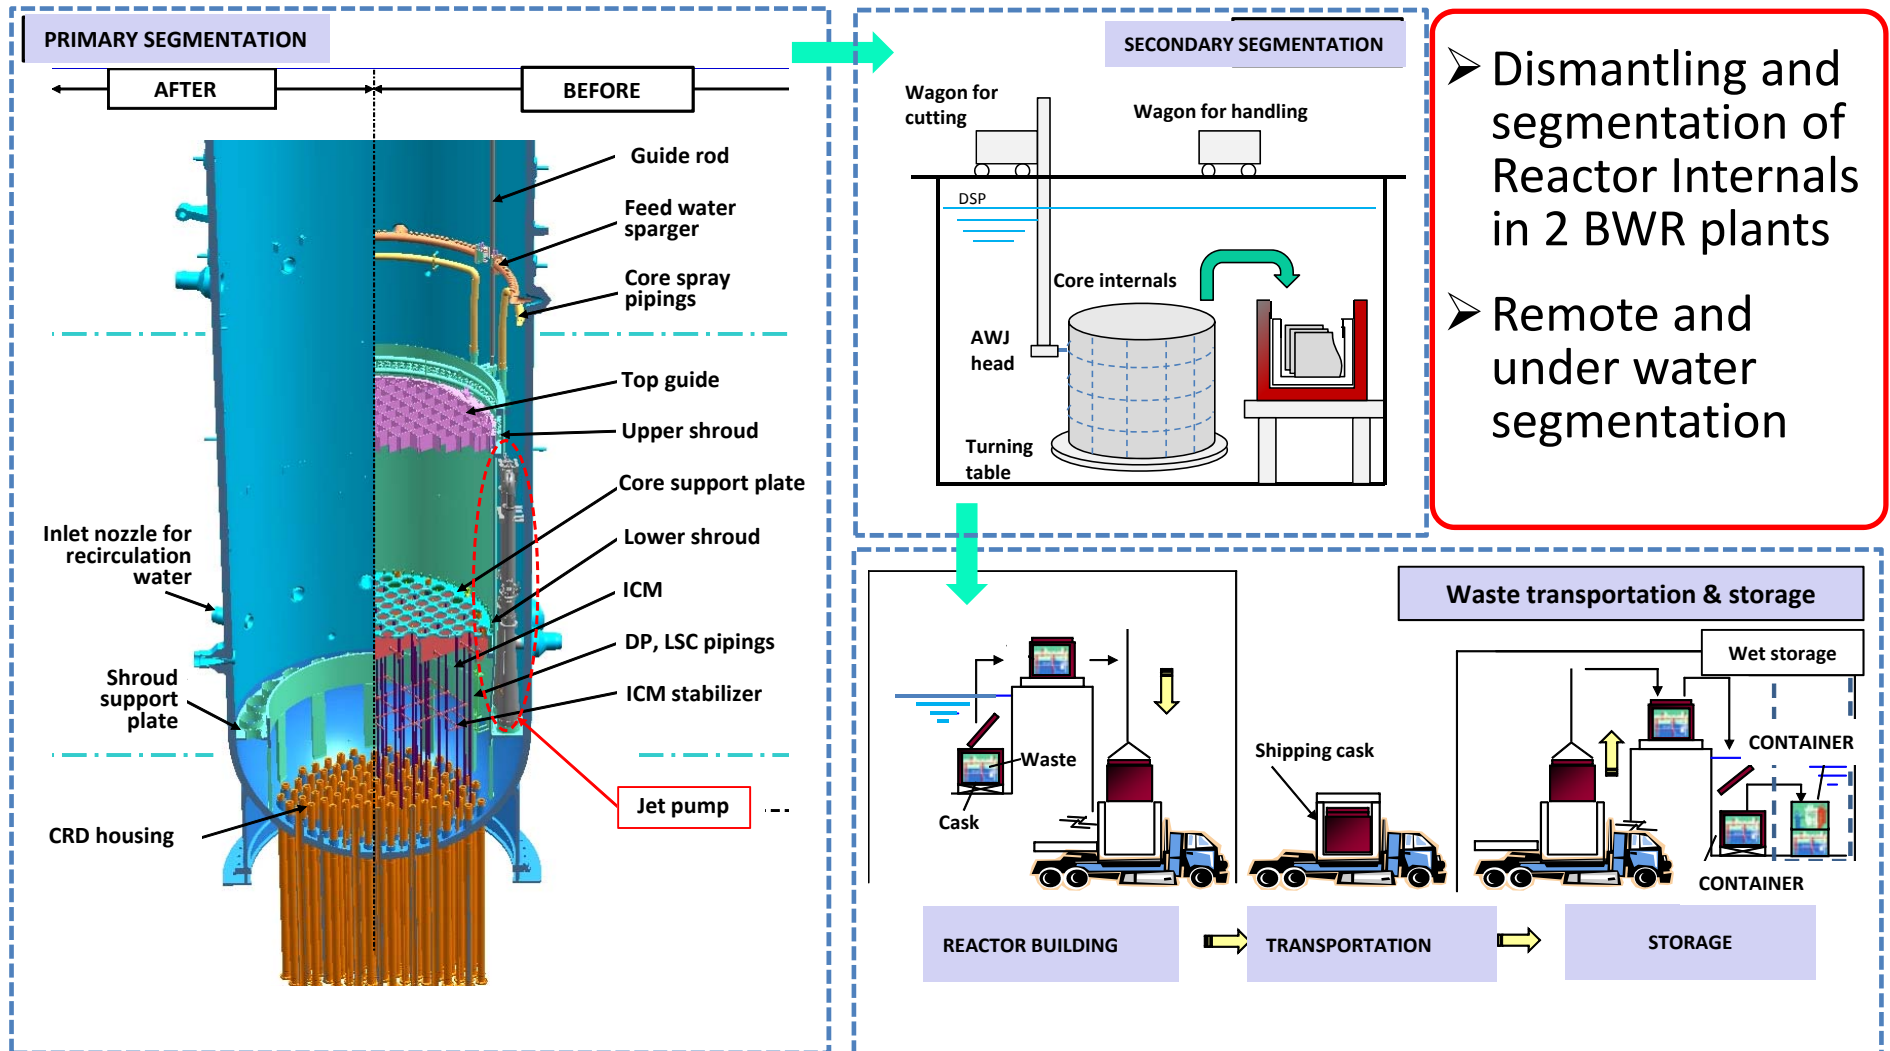 PRIMARY SEGMENTATION
AFTER
BEFORE
Guide rod
Feed water
sparger
Core spray
pipings
Top guide
Upper shroud
Core support plate
Lower shroud
ICM
DP, LSC pipings
ICM stabilizer
Jet pump
Inlet nozzle for
recirculation
water
Shroud
support
plate
CRD housing
SECONDARY SEGMENTATION
Wagon for
cutting
Wagon for handling
DSP
Core internals
AWJ
head
Turning
table
➢ Dismantling and
segmentation of
Reactor Internals
in 2 BWR plants
➢ Remote and
under water
segmentation
Waste transportation & storage
Wet storage
Waste
Cask
Shipping cask
CONTAINER
CONTAINER
REACTOR BUILDING
TRANSPORTATION
STORAGE